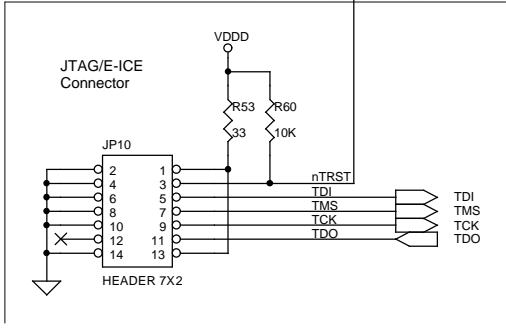 VDDD
JTAG/E-ICE
Connector
R53
R60
33
10K
JP10
2 1
4 3 nTRST
6 5 TDI TDI
8 7 TMS TMS
10 9 TCK TCK
12 11 TDO TDO
14 13
HEADER 7X2